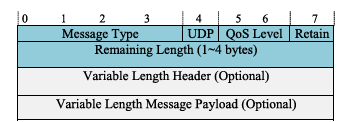 0 1 2 3 4 5 6 7
Message Type UDP QoS Level Retain
Remaining Length (1~4 bytes)
Variable Length Header (Optional)
Variable Length Message Payload (Optional)